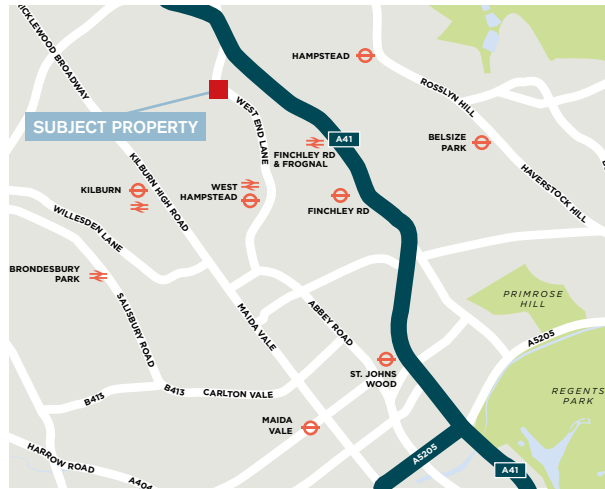 CRICKLEWOOD BROADWAY
HAMPSTEAD
ROSSLYN HILL
WEST END LANE
SUBJECT PROPERTY
A41
BELSIZE
PARK
FINCHLEY RD
& FROGNAL
KILBURN HIGH ROAD
HAVERSTOCK HILL
KILBURN
WEST
HAMPSTEAD
FINCHLEY RD
WILLESDEN LANE
BRONDESBURY
PARK
SALISBURY ROAD
PRIMROSE
HILL
MAIDA VALE
ABBEY ROAD
A5205
ST. JOHNS
WOOD
B413
B413
CARLTON VALE
REGENTS
PARK
MAIDA
VALE
HARROW ROAD
A404
A5205
A41